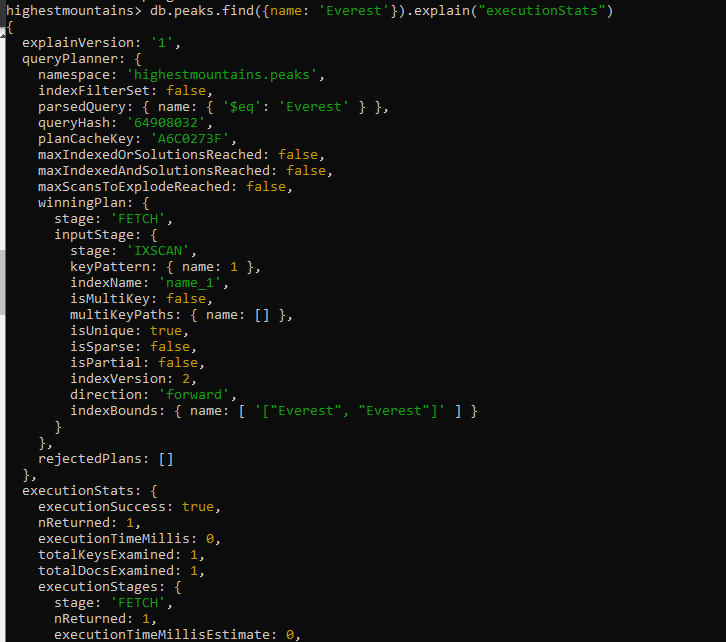 highestmountains> db.peaks.find({name: 'Everest'}).explain("executionStats")
{
  explainVersion: '1',
  queryPlanner: {
    namespace: 'highestmountains.peaks',
    indexFilterSet: false,
    parsedQuery: { name: { '$eq': 'Everest' } },
    queryHash: '64908032',
    planCacheKey: 'A6C0273F',
    maxIndexedOrSolutionsReached: false,
    maxIndexedAndSolutionsReached: false,
    maxScansToExplodeReached: false,
    winningPlan: {
      stage: 'FETCH',
      inputStage: {
        stage: 'IXSCAN',
        keyPattern: { name: 1 },
        indexName: 'name_1',
        isMultiKey: false,
        multiKeyPaths: { name: [] },
        isUnique: true,
        isSparse: false,
        isPartial: false,
        indexVersion: 2,
        direction: 'forward',
        indexBounds: { name: [ '["Everest", "Everest"]' ] }
      }
    },
    rejectedPlans: []
  },
  executionStats: {
    executionSuccess: true,
    nReturned: 1,
    executionTimeMillis: 0,
    totalKeysExamined: 1,
    totalDocsExamined: 1,
    executionStages: {
      stage: 'FETCH',
      nReturned: 1,
      executionTimeMillisEstimate: 0,